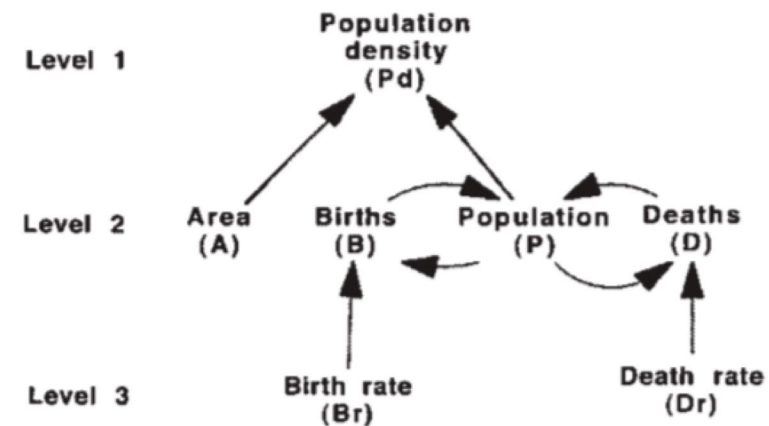 Population
density
Level 1
(Pd)
Area Births Population Deaths
Level 2
(A) (B) (P) (D)
Birth rate Death rate
Level 3
(Br) (Dr)